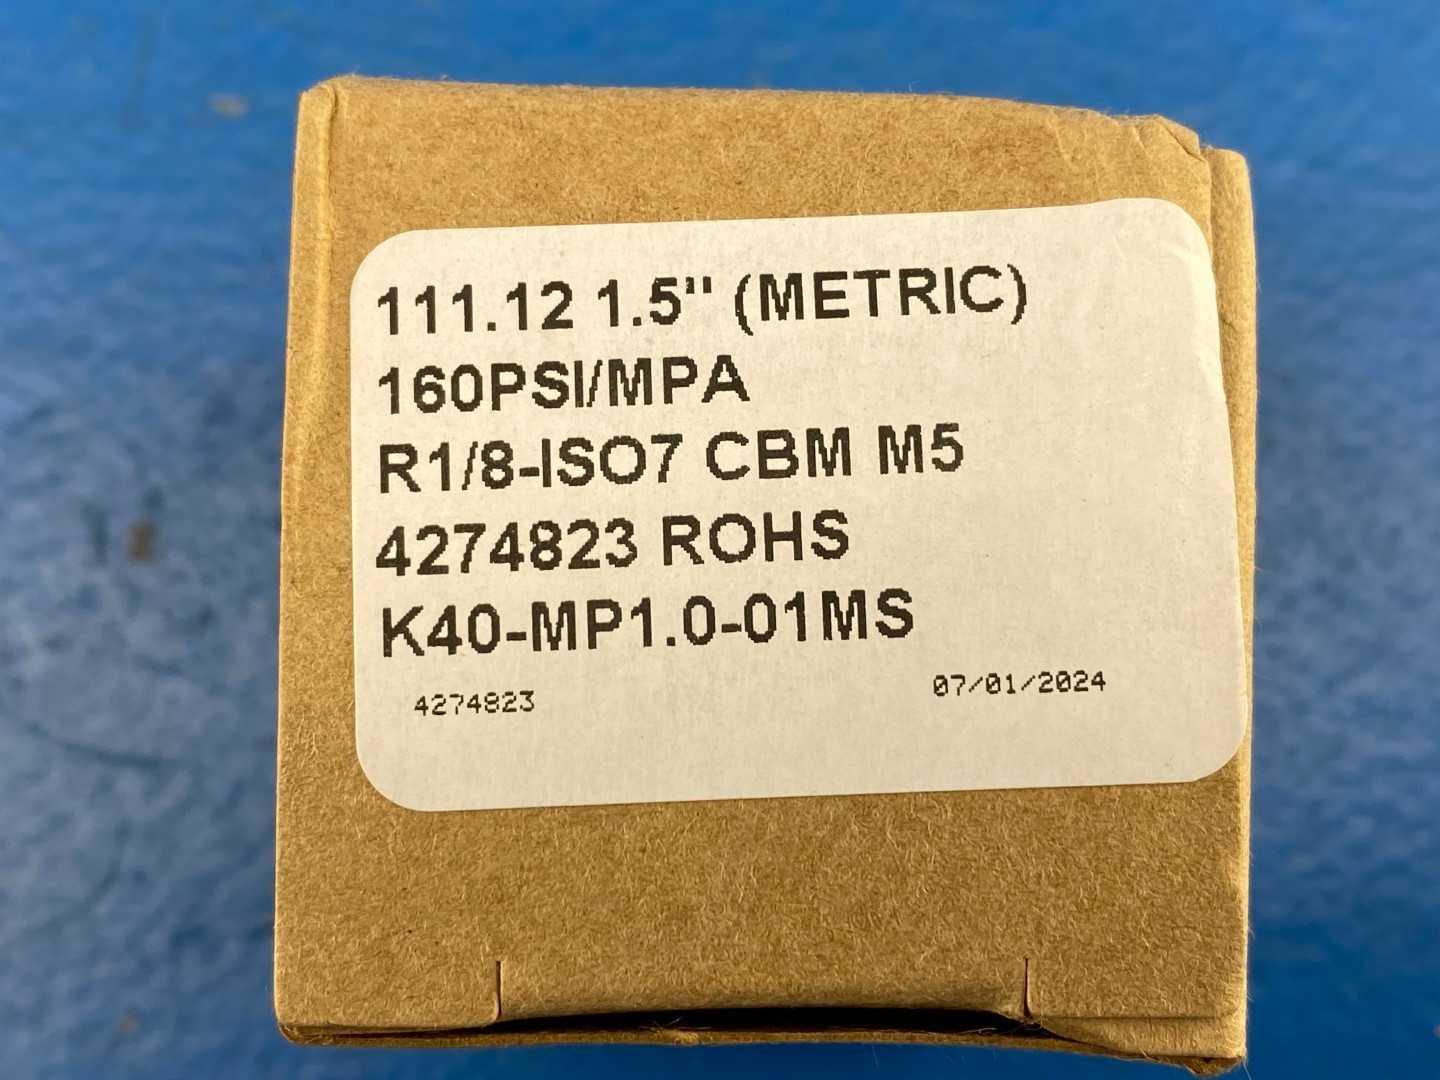 111.12 1.5" (METRIC)
160PSI/MPA
R1/8-ISO7 CBM M5
4274823 ROHS
K40-MP1.0-01MS
4274823 07/01/2024